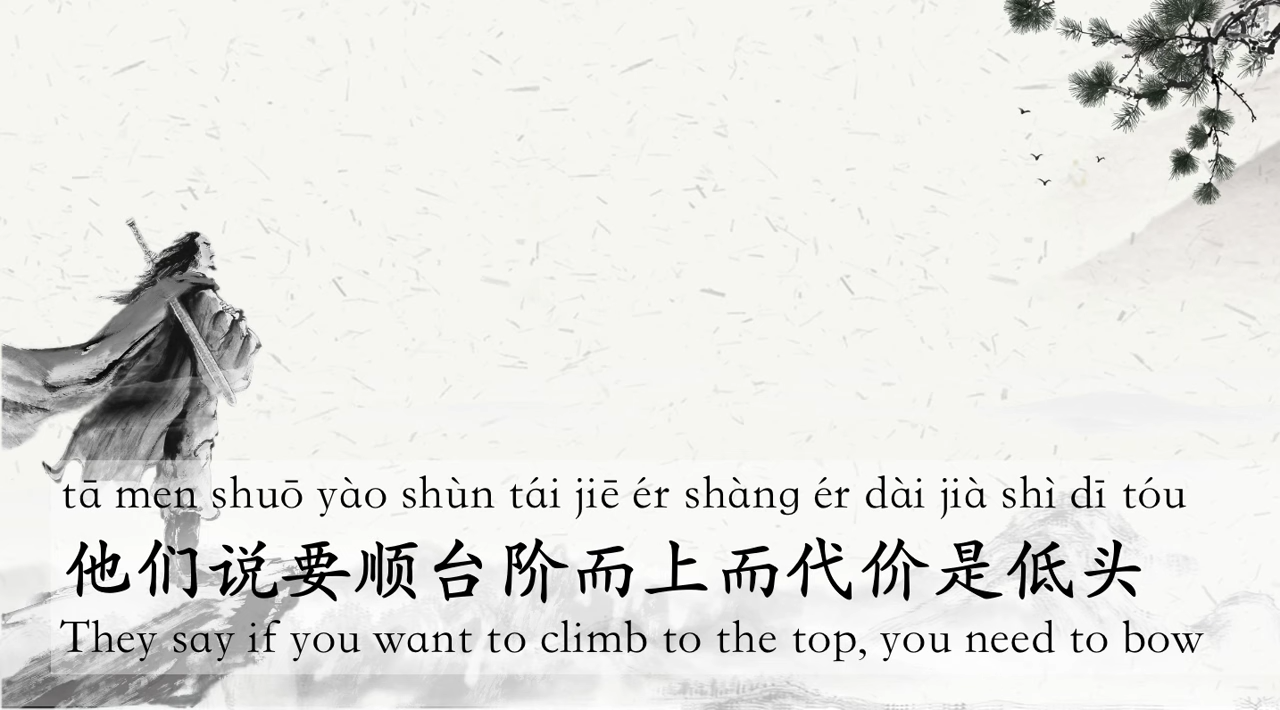 tā men shuō yào shùn tái jiē ér shàng ér dài jià shì dī tóu
他们说要顺台阶而上而代价是低头
They say if you want to climb to the top, you need to bow